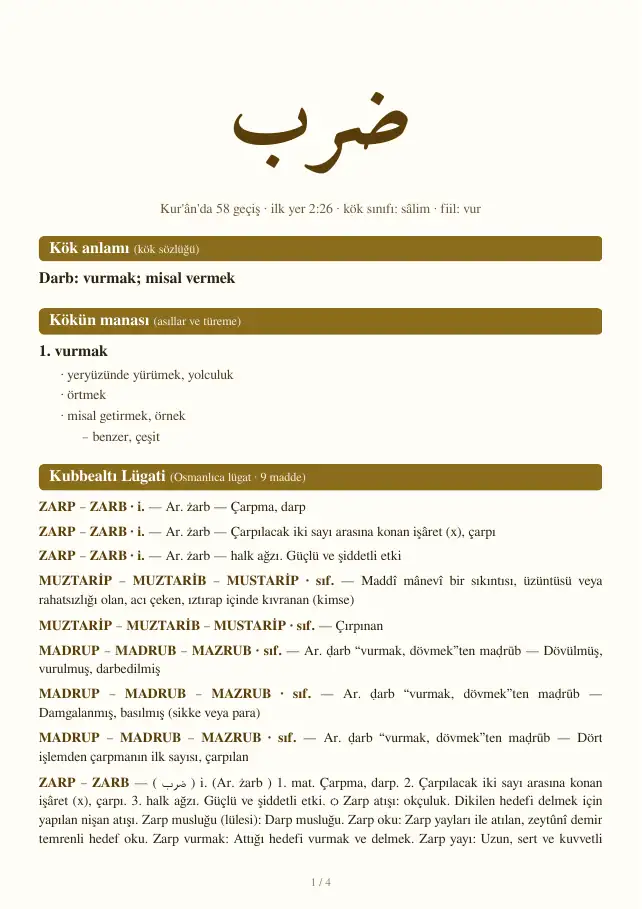 ضرب
Kur'ân'da 58 geçiş · ilk yer 2:26 · kök sınıfı: sâlim · fiil: vur
Kök anlamı (kök sözlüğü)
Darb: vurmak; misal vermek
Kökün manası (asıllar ve türeme)
1. vurmak
· yeryüzünde yürümek, yolculuk
· örtmek
· misal getirmek, örnek
– benzer, çeşit
Kubbealtı Lügati (Osmanlıca lügat · 9 madde)
ZARP – ZARB · i. — Ar. żarb — Çarpma, darp
ZARP – ZARB · i. — Ar. żarb — Çarpılacak iki sayı arasına konan işâret (x), çarpı
ZARP – ZARB · i. — Ar. żarb — halk ağzı. Güçlü ve şiddetli etki
MUZTARİP – MUZTARİB – MUSTARİP · sıf. — Maddî mânevî bir sıkıntısı, üzüntüsü veya
rahatsızlığı olan, acı çeken, ıztırap içinde kıvranan (kimse)
MUZTARİP – MUZTARİB – MUSTARİP · sıf. — Çırpınan
MADRUP – MADRUB – MAZRUB · sıf. — Ar. ḍarb “vurmak, dövmek”ten maḍrūb — Dövülmüş,
vurulmuş, darbedilmiş
MADRUP – MADRUB – MAZRUB · sıf. — Ar. ḍarb “vurmak, dövmek”ten maḍrūb —
Damgalanmış, basılmış (sikke veya para)
MADRUP – MADRUB – MAZRUB · sıf. — Ar. ḍarb “vurmak, dövmek”ten maḍrūb — Dört
işlemden çarpmanın ilk sayısı, çarpılan
ZARP – ZARB — ( ضرب ) i. (Ar. żarb ) 1. mat. Çarpma, darp. 2. Çarpılacak iki sayı arasına konan
işâret (x), çarpı. 3. halk ağzı. Güçlü ve şiddetli etki. ѻ Zarp atışı: okçuluk. Dikilen hedefi delmek için
yapılan nişan atışı. Zarp musluğu (lülesi): Darp musluğu. Zarp oku: Zarp yayları ile atılan, zeytûnî demir
temrenli hedef oku. Zarp vurmak: Attığı hedefi vurmak ve delmek. Zarp yayı: Uzun, sert ve kuvvetli
1 / 4